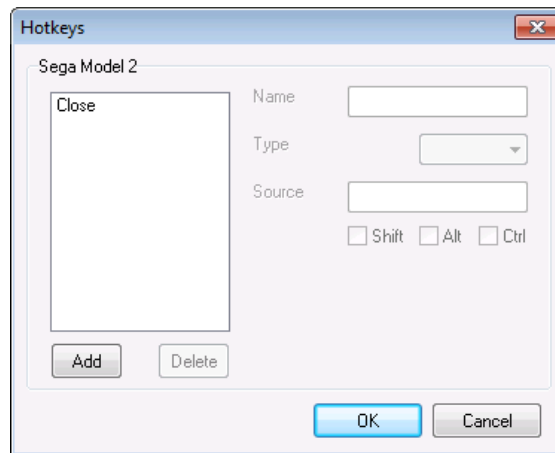 Hotkeys
Sega Model 2
Close
Name
Type
Source
Shift Alt Ctrl
Add Delete
OK Cancel